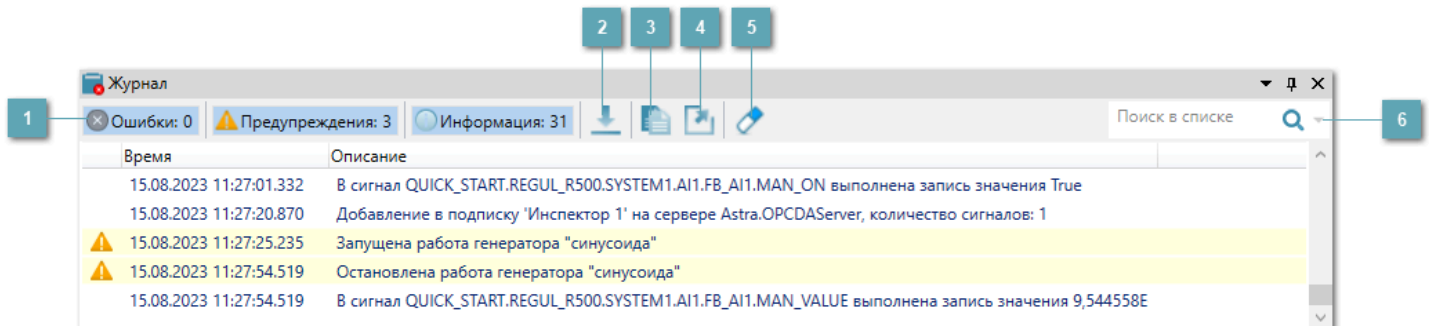 2 3 4 5
Журнал
1 Ошибки: 0 Предупреждения: 3 Информация: 31 Поиск в списке 6
Время Описание
15.08.2023 11:27:01.332 В сигнал QUICK_START.REGUL_R500.SYSTEM1.AI1.FB_AI1.MAN_ON выполнена запись значения True
15.08.2023 11:27:20.870 Добавление в подписку 'Инспектор 1' на сервере Astra.OPCDAServer, количество сигналов: 1
15.08.2023 11:27:25.235 Запущена работа генератора "синусоида"
15.08.2023 11:27:54.519 Остановлена работа генератора "синусоида"
15.08.2023 11:27:54.519 В сигнал QUICK_START.REGUL_R500.SYSTEM1.AI1.FB_AI1.MAN_VALUE выполнена запись значения 9,544558E